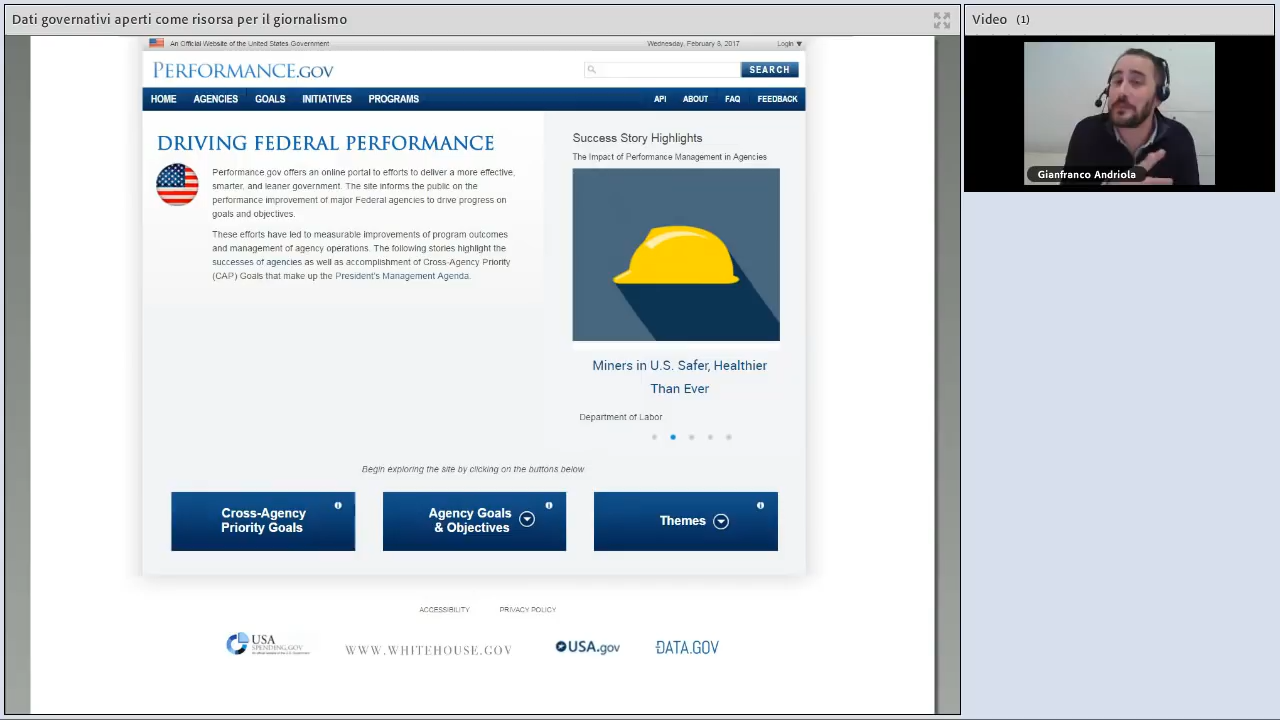 Dati governativi aperti come risorsa per il giornalismo
Video (1)
An Official Website of the United States Government
Wednesday, February 8, 2017
Login
PERFORMANCE.GOV
SEARCH
HOME
AGENCIES
GOALS
INITIATIVES
PROGRAMS
API
ABOUT
FAQ
FEEDBACK
DRIVING FEDERAL PERFORMANCE
Performance.gov offers an online portal to efforts to deliver a more effective,
smarter, and leaner government. The site informs the public on the
performance improvement of major Federal agencies to drive progress on
goals and objectives.
These efforts have led to measurable improvements of program outcomes
and management of agency operations. The following stories highlight the
successes of agencies as well as accomplishment of Cross-Agency Priority
(CAP) Goals that make up the President's Management Agenda.
Success Story Highlights
The Impact of Performance Management in Agencies
Miners in U.S. Safer, Healthier
Than Ever
Department of Labor
Gianfranco Andriola
Begin exploring the site by clicking on the buttons below
Cross-Agency
Priority Goals
Agency Goals
& Objectives
Themes
ACCESSIBILITY
PRIVACY POLICY
USA
SPENDING.GOV
WWW.WHITEHOUSE.GOV
USA.gov
DATA.GOV